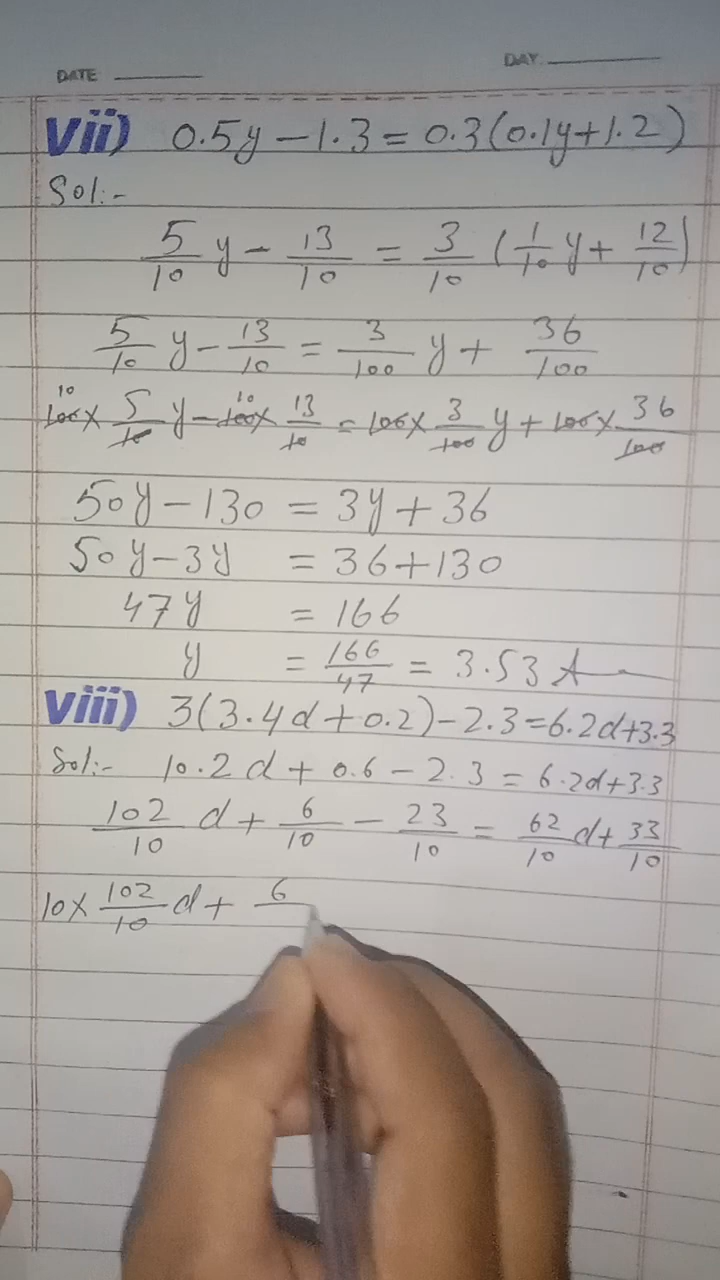 DATE DAY
vii) 0.5y - 1.3 = 0.3(0.1y + 1.2)
Sol:-
5/10 y - 13/10 = 3/10 (1/10 y + 12/10)
5/10 y - 13/10 = 3/100 y + 36/100
10 10
100 × 5/10 y - 100 × 13/10 = 100 × 3/100 y + 100 × 36/100
50y - 130 = 3y + 36
50y - 3y = 36 + 130
47y = 166
y = 166/47 = 3.53 A
viii) 3(3.4d + 0.2) - 2.3 = 6.2d + 3.3
Sol:- 10.2d + 0.6 - 2.3 = 6.2d + 3.3
102/10 d + 6/10 - 23/10 = 62/10 d + 33/10
10 × 102/10 d + 6